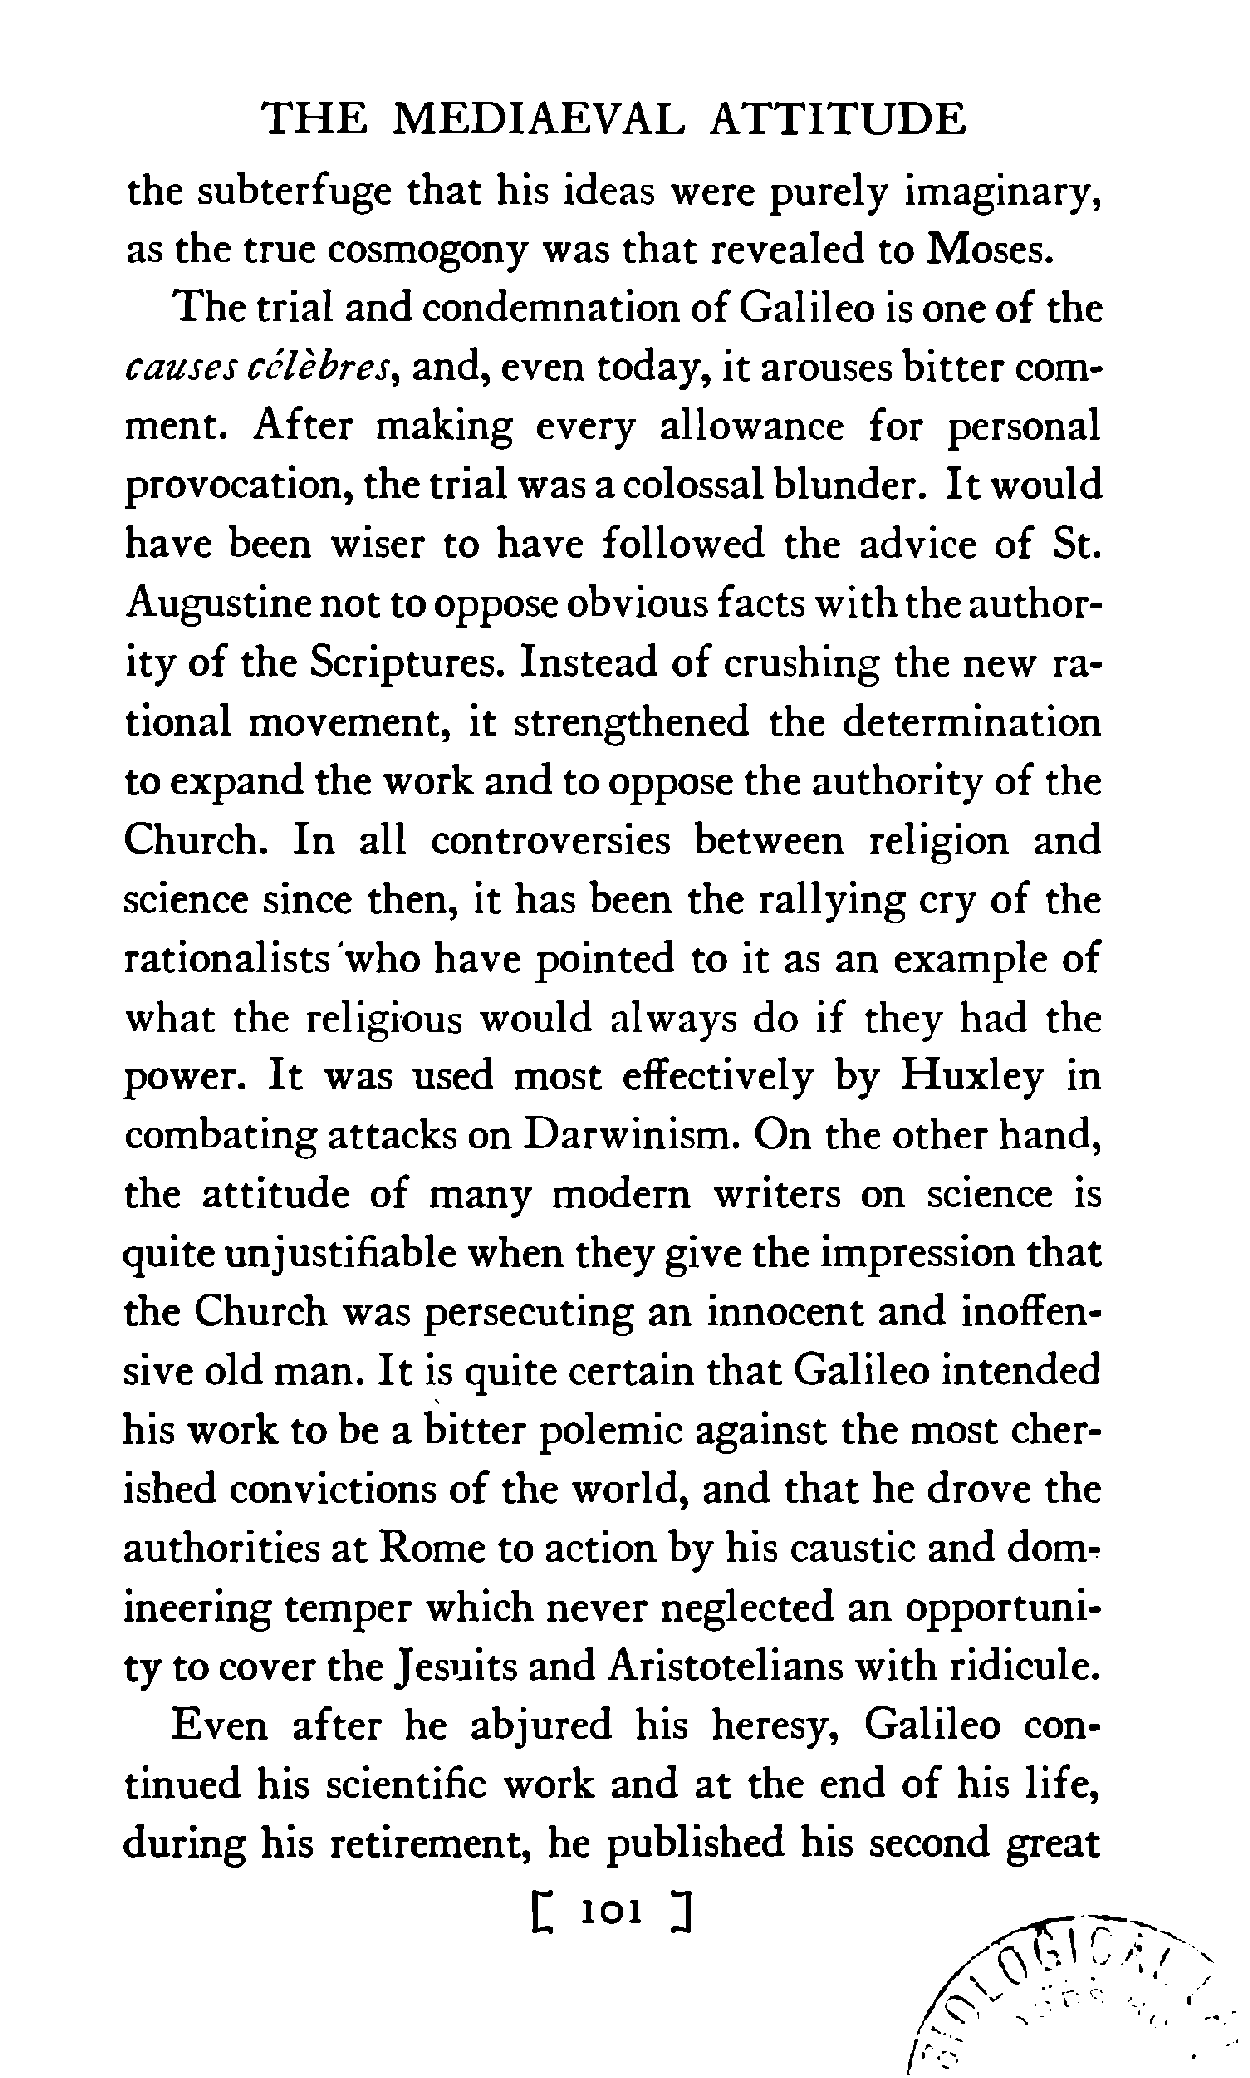 THE MEDIAEVAL ATTITUDE
the subterfuge that his ideas were purely imaginary,
as the true cosmogony was that revealed to Moses.
The trial and condemnation of Galileo is one of the
causes célèbres, and, even today, it arouses bitter com-
ment. After making every allowance for personal
provocation, the trial was a colossal blunder. It would
have been wiser to have followed the advice of St.
Augustine not to oppose obvious facts with the author-
ity of the Scriptures. Instead of crushing the new ra-
tional movement, it strengthened the determination
to expand the work and to oppose the authority of the
Church. In all controversies between religion and
science since then, it has been the rallying cry of the
rationalists who have pointed to it as an example of
what the religious would always do if they had the
power. It was used most effectively by Huxley in
combating attacks on Darwinism. On the other hand,
the attitude of many modern writers on science is
quite unjustifiable when they give the impression that
the Church was persecuting an innocent and inoffen-
sive old man. It is quite certain that Galileo intended
his work to be a bitter polemic against the most cher-
ished convictions of the world, and that he drove the
authorities at Rome to action by his caustic and dom-
ineering temper which never neglected an opportuni-
ty to cover the Jesuits and Aristotelians with ridicule.
Even after he abjured his heresy, Galileo con-
tinued his scientific work and at the end of his life,
during his retirement, he published his second great
[ 101 ]
BIOLOGICAL